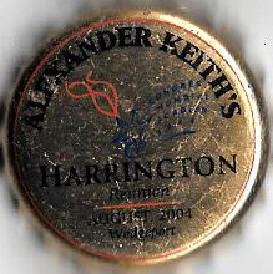 ALEXANDER KEITH'S
HARRINGTON
Reunion
AUGUST, 2004
Wedgeport